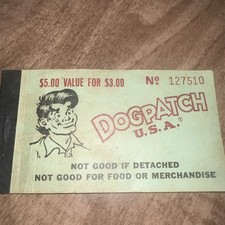 $5.00 VALUE FOR $3.00 Nº 127510
DOGPATCH
U.S.A.®
NOT GOOD IF DETACHED
NOT GOOD FOR FOOD OR MERCHANDISE